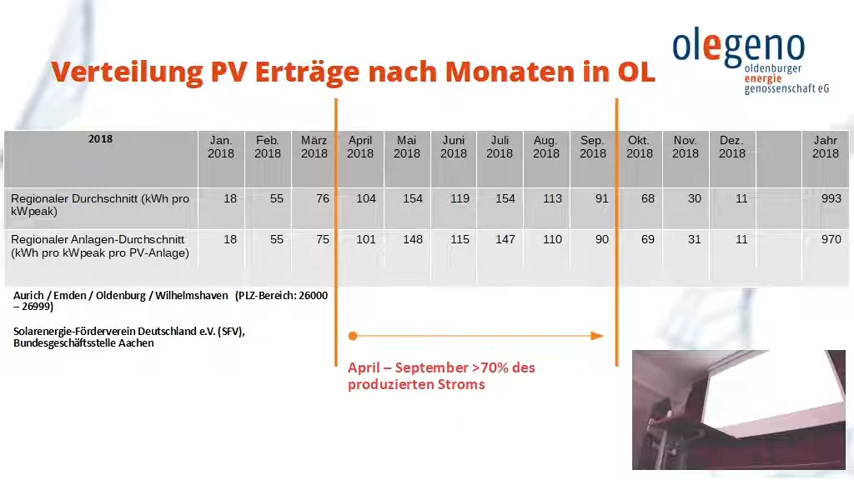 olegeno
oldenburger
energie
genossenschaft eG
Verteilung PV Erträge nach Monaten in OL
2018 Jan. 2018 Feb. 2018 März 2018 April 2018 Mai 2018 Juni 2018 Juli 2018 Aug. 2018 Sep. 2018 Okt. 2018 Nov. 2018 Dez. 2018 Jahr 2018
Regionaler Durchschnitt (kWh pro kWpeak) 18 55 76 104 154 119 154 113 91 68 30 11 993
Regionaler Anlagen-Durchschnitt (kWh pro kWpeak pro PV-Anlage) 18 55 75 101 148 115 147 110 90 69 31 11 970
Aurich / Emden / Oldenburg / Wilhelmshaven (PLZ-Bereich: 26000
– 26999)
Solarenergie-Förderverein Deutschland e.V. (SFV),
Bundesgeschäftsstelle Aachen
April – September >70% des
produzierten Stroms